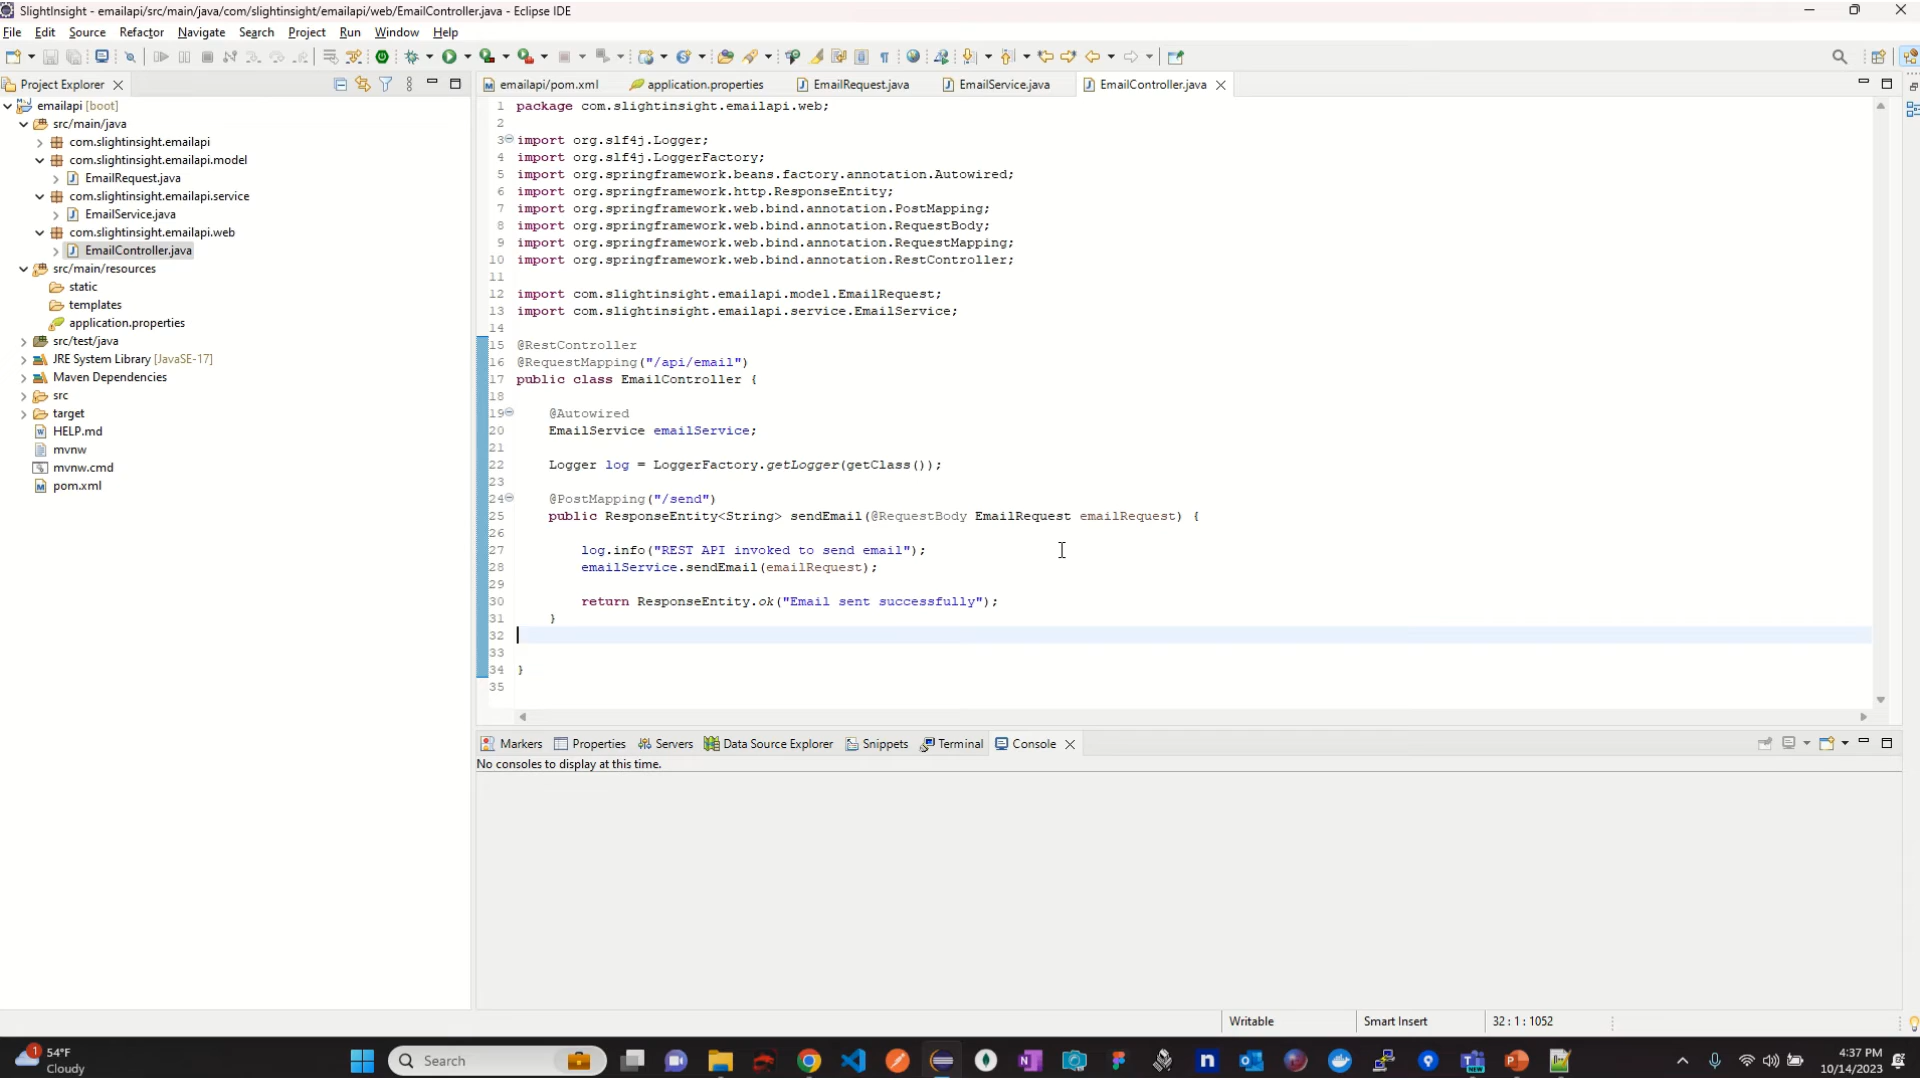 SlightInsight - emailapi/src/main/java/com/slightinsight/emailapi/web/EmailController.java - Eclipse IDE
File Edit Source Refactor Navigate Search Project Run Window Help
Project Explorer
emailapi [boot]
src/main/java
com.slightinsight.emailapi
com.slightinsight.emailapi.model
EmailRequest.java
com.slightinsight.emailapi.service
EmailService.java
com.slightinsight.emailapi.web
EmailController.java
src/main/resources
static
templates
application.properties
src/test/java
JRE System Library [JavaSE-17]
Maven Dependencies
src
target
HELP.md
mvnw
mvnw.cmd
pom.xml
emailapi/pom.xml application.properties EmailRequest.java EmailService.java EmailController.java
1 package com.slightinsight.emailapi.web;
2
3 import org.slf4j.Logger;
4 import org.slf4j.LoggerFactory;
5 import org.springframework.beans.factory.annotation.Autowired;
6 import org.springframework.http.ResponseEntity;
7 import org.springframework.web.bind.annotation.PostMapping;
8 import org.springframework.web.bind.annotation.RequestBody;
9 import org.springframework.web.bind.annotation.RequestMapping;
10 import org.springframework.web.bind.annotation.RestController;
11
12 import com.slightinsight.emailapi.model.EmailRequest;
13 import com.slightinsight.emailapi.service.EmailService;
14
15 @RestController
16 @RequestMapping("/api/email")
17 public class EmailController {
18
19 @Autowired
20 EmailService emailService;
21
22 Logger log = LoggerFactory.getLogger(getClass());
23
24 @PostMapping("/send")
25 public ResponseEntity<String> sendEmail(@RequestBody EmailRequest emailRequest) {
26
27 log.info("REST API invoked to send email");
28 emailService.sendEmail(emailRequest);
29
30 return ResponseEntity.ok("Email sent successfully");
31 }
32
33
34 }
35
Markers Properties Servers Data Source Explorer Snippets Terminal Console
No consoles to display at this time.
Writable Smart Insert 32 : 1 : 1052
1
54°F
Cloudy
Search
NEW
4:37 PM
10/14/2023